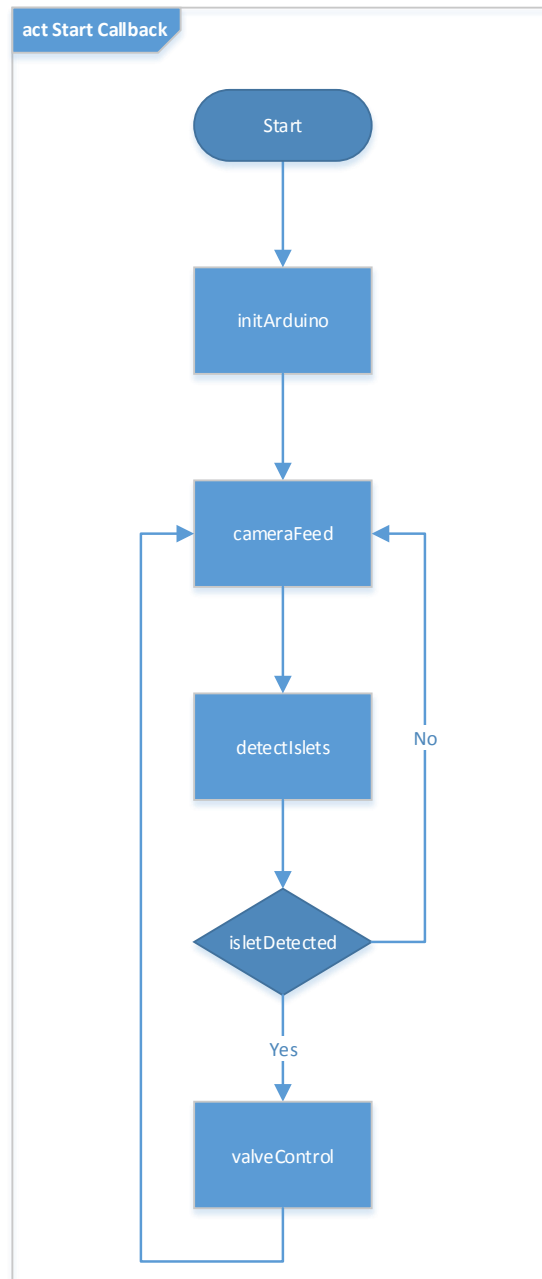 act Start Callback
Start
initArduino
cameraFeed
detectIslets
No
isletDetected
Yes
valveControl